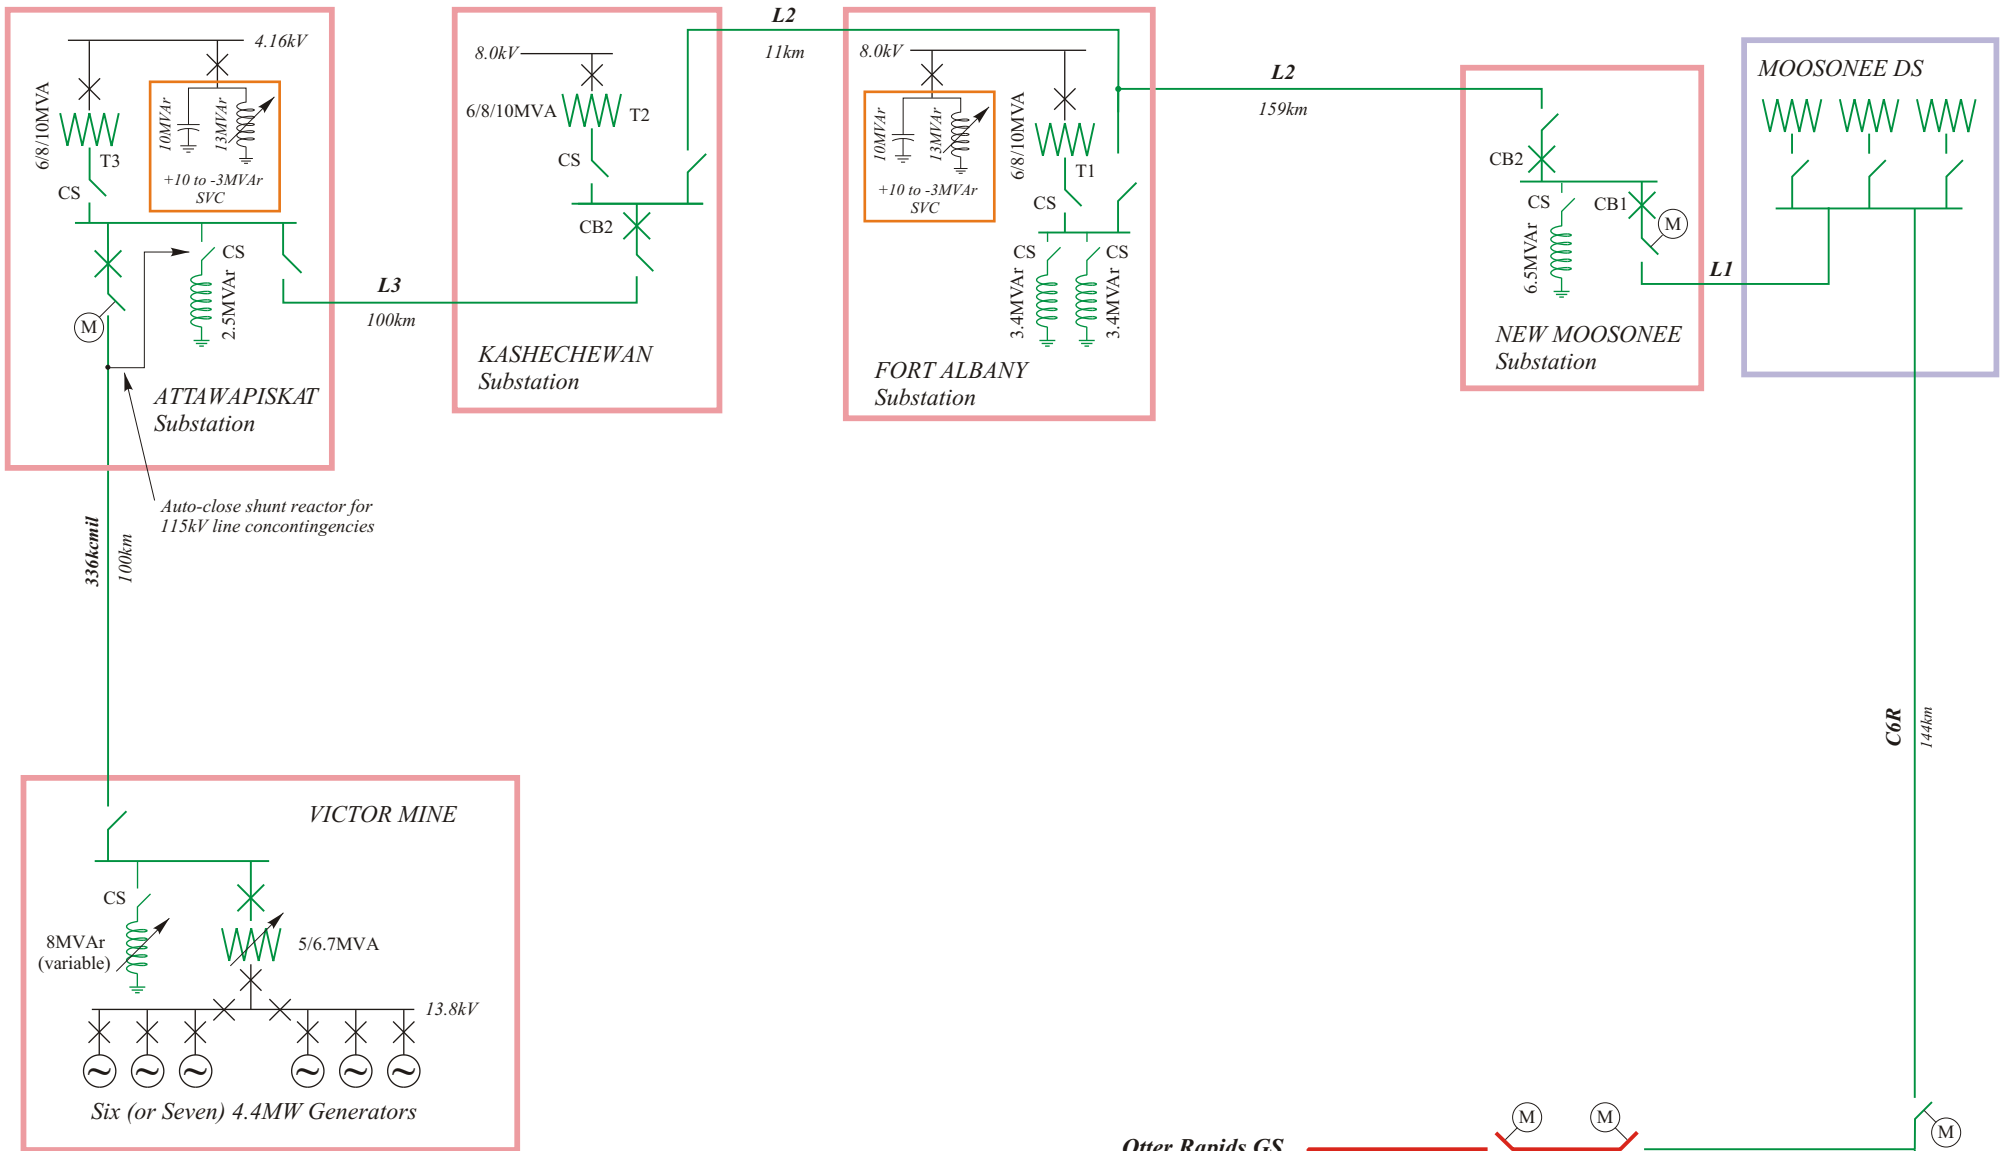 4.16kV
6/8/10MVA
10MVAr
13MVAr
T3
+10 to -3MVAr
SVC
CS
CS
2.5MVAr
M
ATTAWAPISKAT
Substation
L3
100km
8.0kV
6/8/10MVA
T2
CS
CB2
KASHECHEWAN
Substation
L2
11km
8.0kV
10MVAr
13MVAr
6/8/10MVA
T1
+10 to -3MVAr
SVC
CS
CS
CS
3.4MVAr
3.4MVAr
FORT ALBANY
Substation
L2
159km
CB2
CS
CB1
M
6.5MVAr
NEW MOOSONEE
Substation
L1
MOOSONEE DS
Auto-close shunt reactor for
115kV line concontingencies
336kcmil
100km
C6R
144km
VICTOR MINE
CS
8MVAr
(variable)
5/6.7MVA
13.8kV
Six (or Seven) 4.4MW Generators
Otter Rapids GS
M
M
M